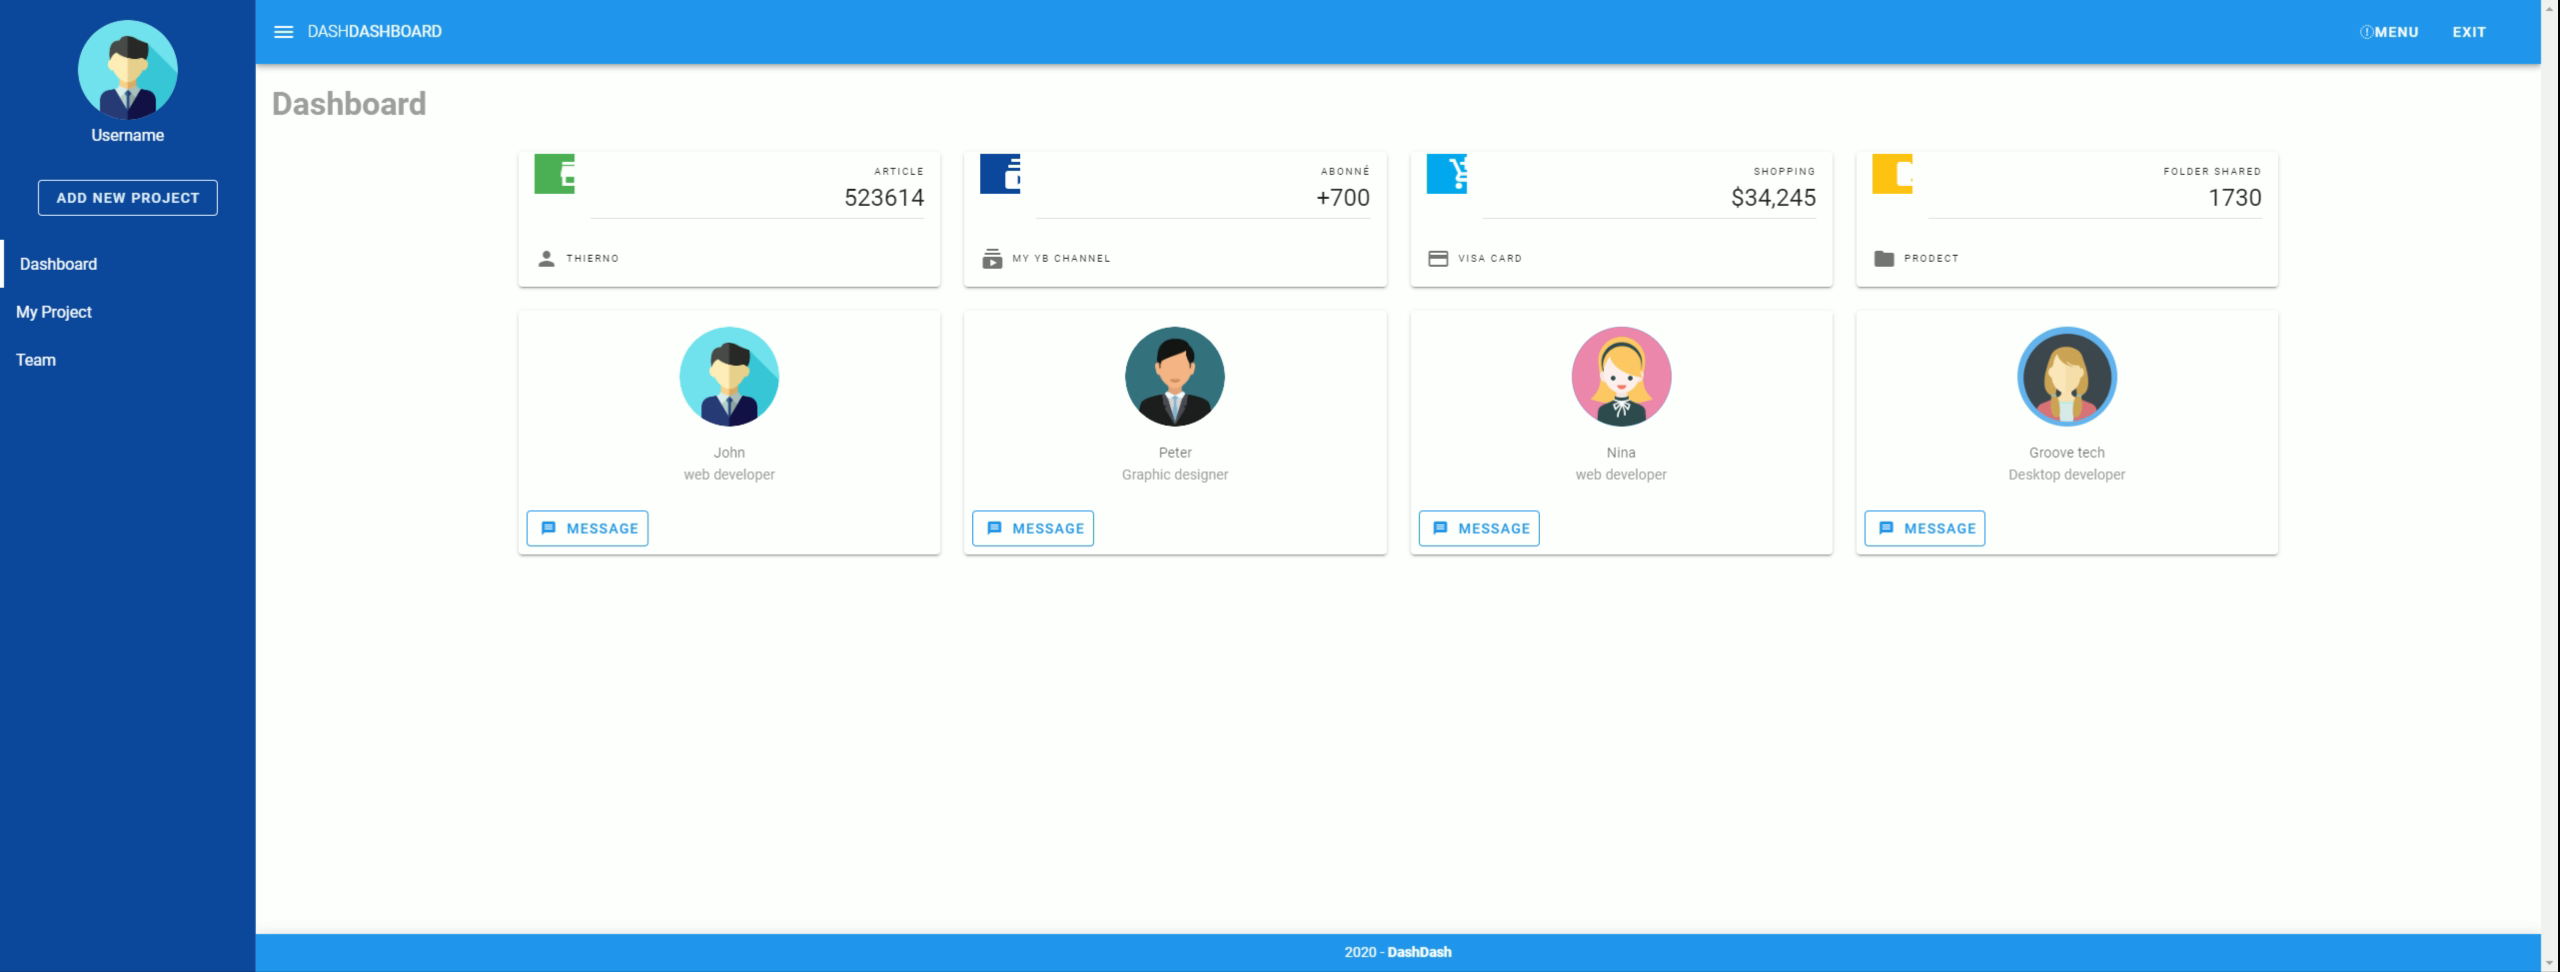 DASHDASHBOARD
MENU
EXIT
Username
ADD NEW PROJECT
Dashboard
My Project
Team
Dashboard
ARTICLE
523614
THIERNO
ABONNÉ
+700
MY YB CHANNEL
SHOPPING
$34,245
VISA CARD
FOLDER SHARED
1730
PRODECT
John
web developer
MESSAGE
Peter
Graphic designer
MESSAGE
Nina
web developer
MESSAGE
Groove tech
Desktop developer
MESSAGE
2020 - DashDash